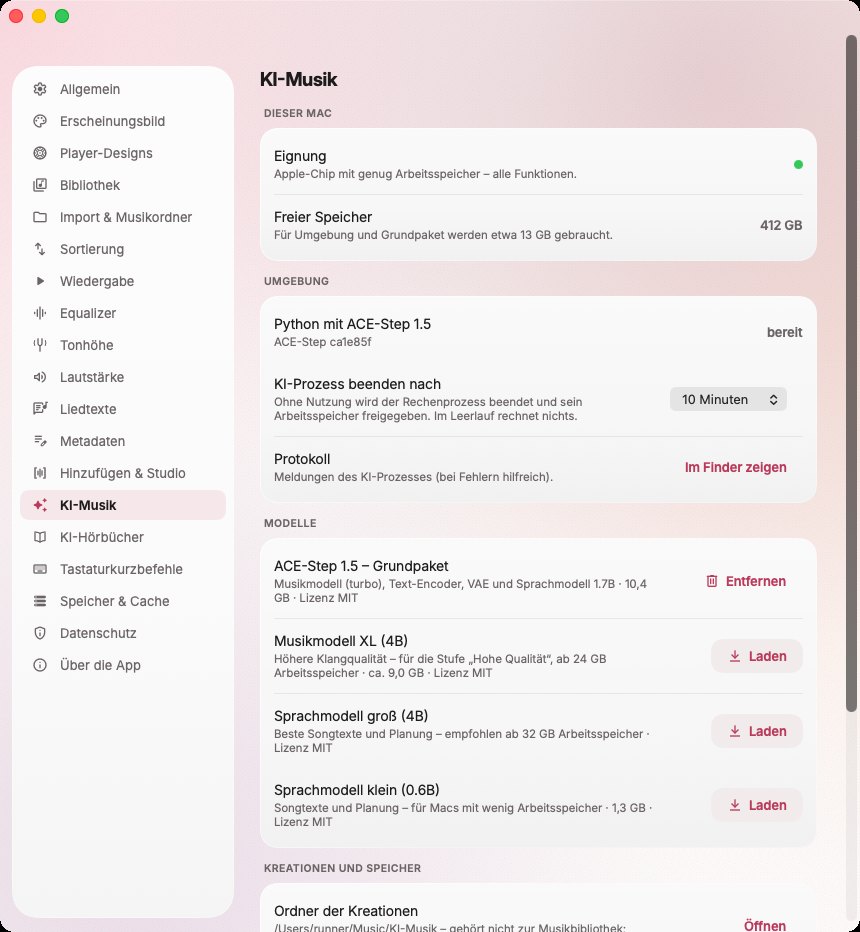 Allgemein
Erscheinungsbild
Player-Designs
Bibliothek
Import & Musikordner
Sortierung
Wiedergabe
Equalizer
Tonhöhe
Lautstärke
Liedtexte
Metadaten
Hinzufügen & Studio
KI-Musik
KI-Hörbücher
Tastaturkurzbefehle
Speicher & Cache
Datenschutz
Über die App
KI-Musik
DIESER MAC
Eignung
Apple-Chip mit genug Arbeitsspeicher – alle Funktionen.
Freier Speicher
Für Umgebung und Grundpaket werden etwa 13 GB gebraucht.
412 GB
UMGEBUNG
Python mit ACE-Step 1.5
ACE-Step ca1e85f
bereit
KI-Prozess beenden nach
Ohne Nutzung wird der Rechenprozess beendet und sein
Arbeitsspeicher freigegeben. Im Leerlauf rechnet nichts.
10 Minuten
Protokoll
Meldungen des KI-Prozesses (bei Fehlern hilfreich).
Im Finder zeigen
MODELLE
ACE-Step 1.5 – Grundpaket
Musikmodell (turbo), Text-Encoder, VAE und Sprachmodell 1.7B · 10,4
GB · Lizenz MIT
Entfernen
Musikmodell XL (4B)
Höhere Klangqualität – für die Stufe „Hohe Qualität“, ab 24 GB
Arbeitsspeicher · ca. 9,0 GB · Lizenz MIT
Laden
Sprachmodell groß (4B)
Beste Songtexte und Planung – empfohlen ab 32 GB Arbeitsspeicher ·
Lizenz MIT
Laden
Sprachmodell klein (0.6B)
Songtexte und Planung – für Macs mit wenig Arbeitsspeicher · 1,3 GB ·
Lizenz MIT
Laden
KREATIONEN UND SPEICHER
Ordner der Kreationen
/Users/runner/Music/KI-Musik – gehört nicht zur Musikbibliothek;
Öffnen